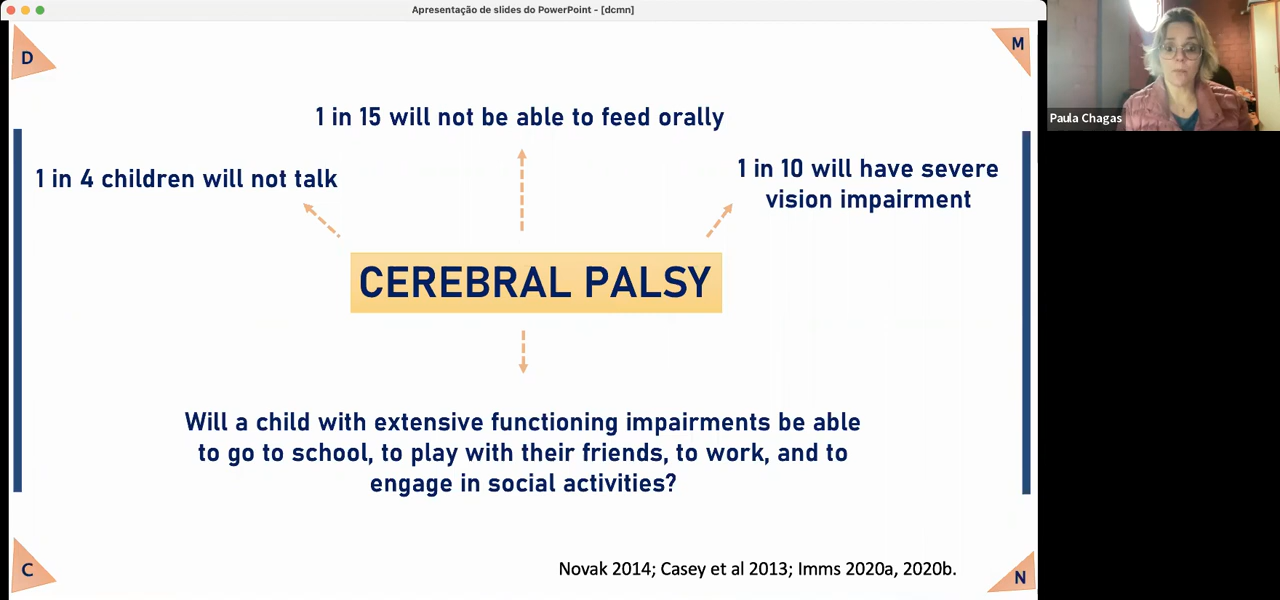 Apresentação de slides do PowerPoint - [dcmn]
D
M
1 in 15 will not be able to feed orally
1 in 4 children will not talk
1 in 10 will have severe
vision impairment
Paula Chagas
CEREBRAL PALSY
Will a child with extensive functioning impairments be able
to go to school, to play with their friends, to work, and to
engage in social activities?
Novak 2014; Casey et al 2013; Imms 2020a, 2020b.
C
N